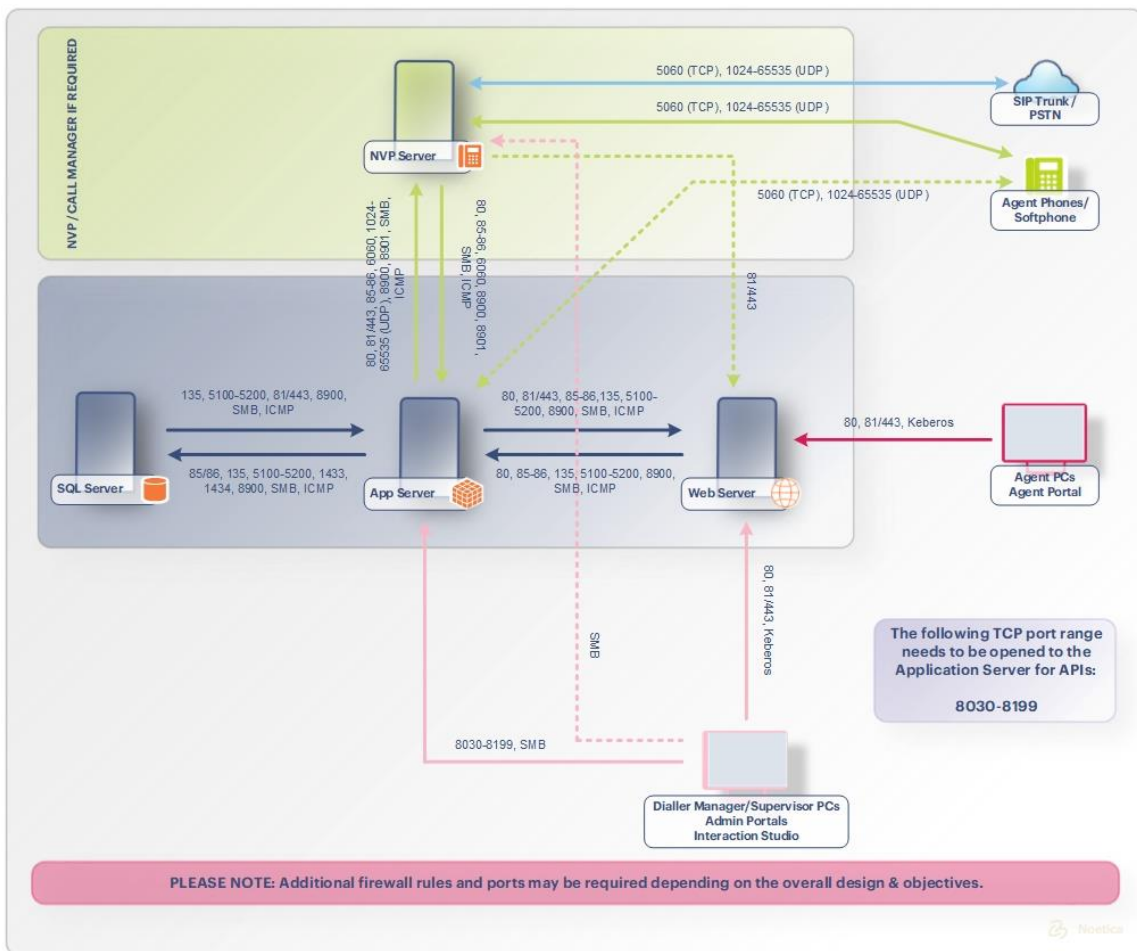 NVP / CALL MANAGER IF REQUIRED
5060 (TCP), 1024-65535 (UDP)
SIP Trunk /
PSTN
5060 (TCP), 1024-65535 (UDP)
NVP Server
5060 (TCP), 1024-65535 (UDP)
Agent Phones/
Softphone
80, 81/443, 85-86, 6060, 1024-
65535 (UDP), 8900, 8901, SMB,
ICMP
80, 85-86, 6060, 8900, 8901,
SMB, ICMP
81/443
135, 5100-5200, 81/443, 8900,
SMB, ICMP
80, 81/443, 85-86,135, 5100-
5200, 8900, SMB, ICMP
80, 81/443, Keberos
85/86, 135, 5100-5200, 1433,
1434, 8900, SMB, ICMP
80, 85-86, 135, 5100-5200, 8900,
SMB, ICMP
SQL Server
App Server
Web Server
Agent PCs
Agent Portal
80, 81/443, Keberos
SMB
The following TCP port range
needs to be opened to the
Application Server for APIs:
8030-8199
8030-8199, SMB
Dialler Manager/Supervisor PCs
Admin Portals
Interaction Studio
PLEASE NOTE: Additional firewall rules and ports may be required depending on the overall design & objectives.
Noetica